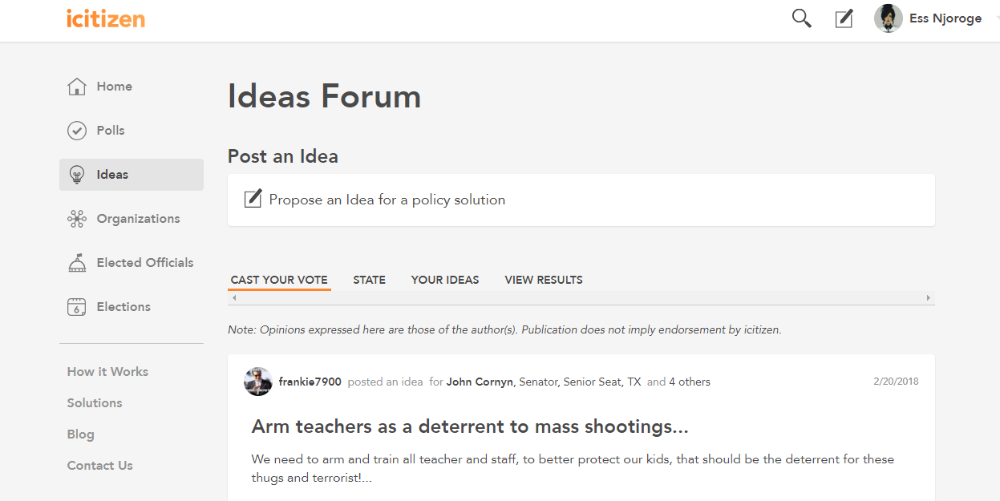 icitizen
Ess Njoroge
Home
Polls
Ideas
Organizations
Elected Officials
6
Elections
How it Works
Solutions
Blog
Contact Us
Ideas Forum
Post an Idea
Propose an Idea for a policy solution
CAST YOUR VOTE STATE YOUR IDEAS VIEW RESULTS
Note: Opinions expressed here are those of the author(s). Publication does not imply endorsement by icitizen.
frankie7900 posted an idea for John Cornyn, Senator, Senior Seat, TX and 4 others 2/20/2018
Arm teachers as a deterrent to mass shootings...
We need to arm and train all teacher and staff, to better protect our kids, that should be the deterrent for these
thugs and terrorist!...